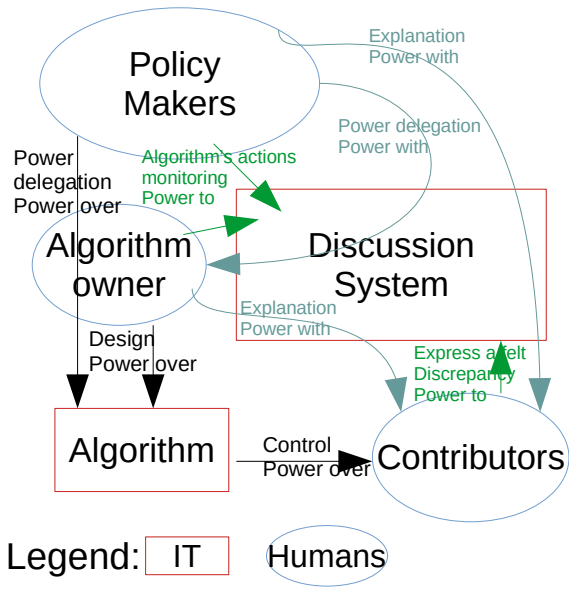 Explanation
Power with
Policy
Makers
Power delegation
Power with
Power
delegation
Power over
Algorithm's actions
monitoring
Power to
Algorithm
owner
Discussion
System
Explanation
Power with
Design
Power over
Express a felt
Discrepancy
Power to
Algorithm
Control
Power over
Contributors
Legend:
IT
Humans